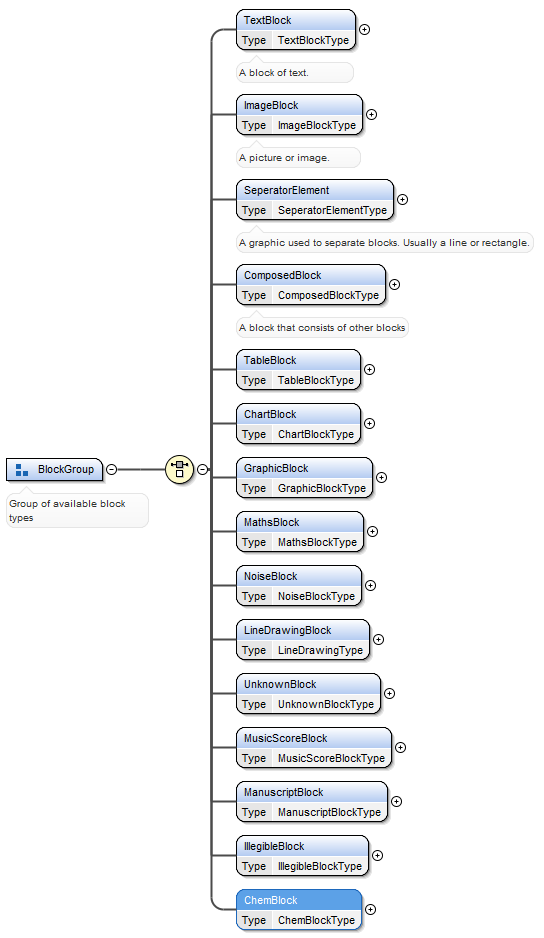 TextBlock
Type TextBlockType
A block of text.
ImageBlock
Type ImageBlockType
A picture or image.
SeperatorElement
Type SeperatorElementType
A graphic used to separate blocks. Usually a line or rectangle.
ComposedBlock
Type ComposedBlockType
A block that consists of other blocks
TableBlock
Type TableBlockType
ChartBlock
Type ChartBlockType
BlockGroup
Group of available block
types
GraphicBlock
Type GraphicBlockType
MathsBlock
Type MathsBlockType
NoiseBlock
Type NoiseBlockType
LineDrawingBlock
Type LineDrawingType
UnknownBlock
Type UnknownBlockType
MusicScoreBlock
Type MusicScoreBlockType
ManuscriptBlock
Type ManuscriptBlockType
IllegibleBlock
Type IllegibleBlockType
ChemBlock
Type ChemBlockType